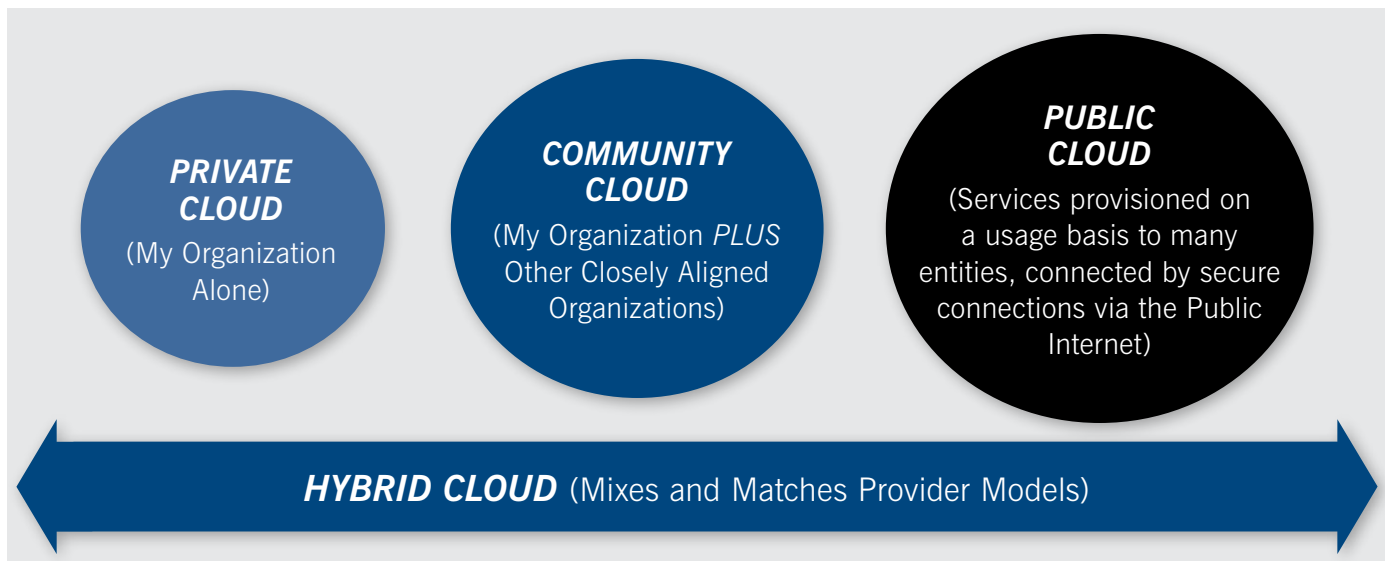 PRIVATE
CLOUD
(My Organization
Alone)
COMMUNITY
CLOUD
(My Organization PLUS
Other Closely Aligned
Organizations)
PUBLIC
CLOUD
(Services provisioned on
a usage basis to many
entities, connected by secure
connections via the Public
Internet)
HYBRID CLOUD (Mixes and Matches Provider Models)